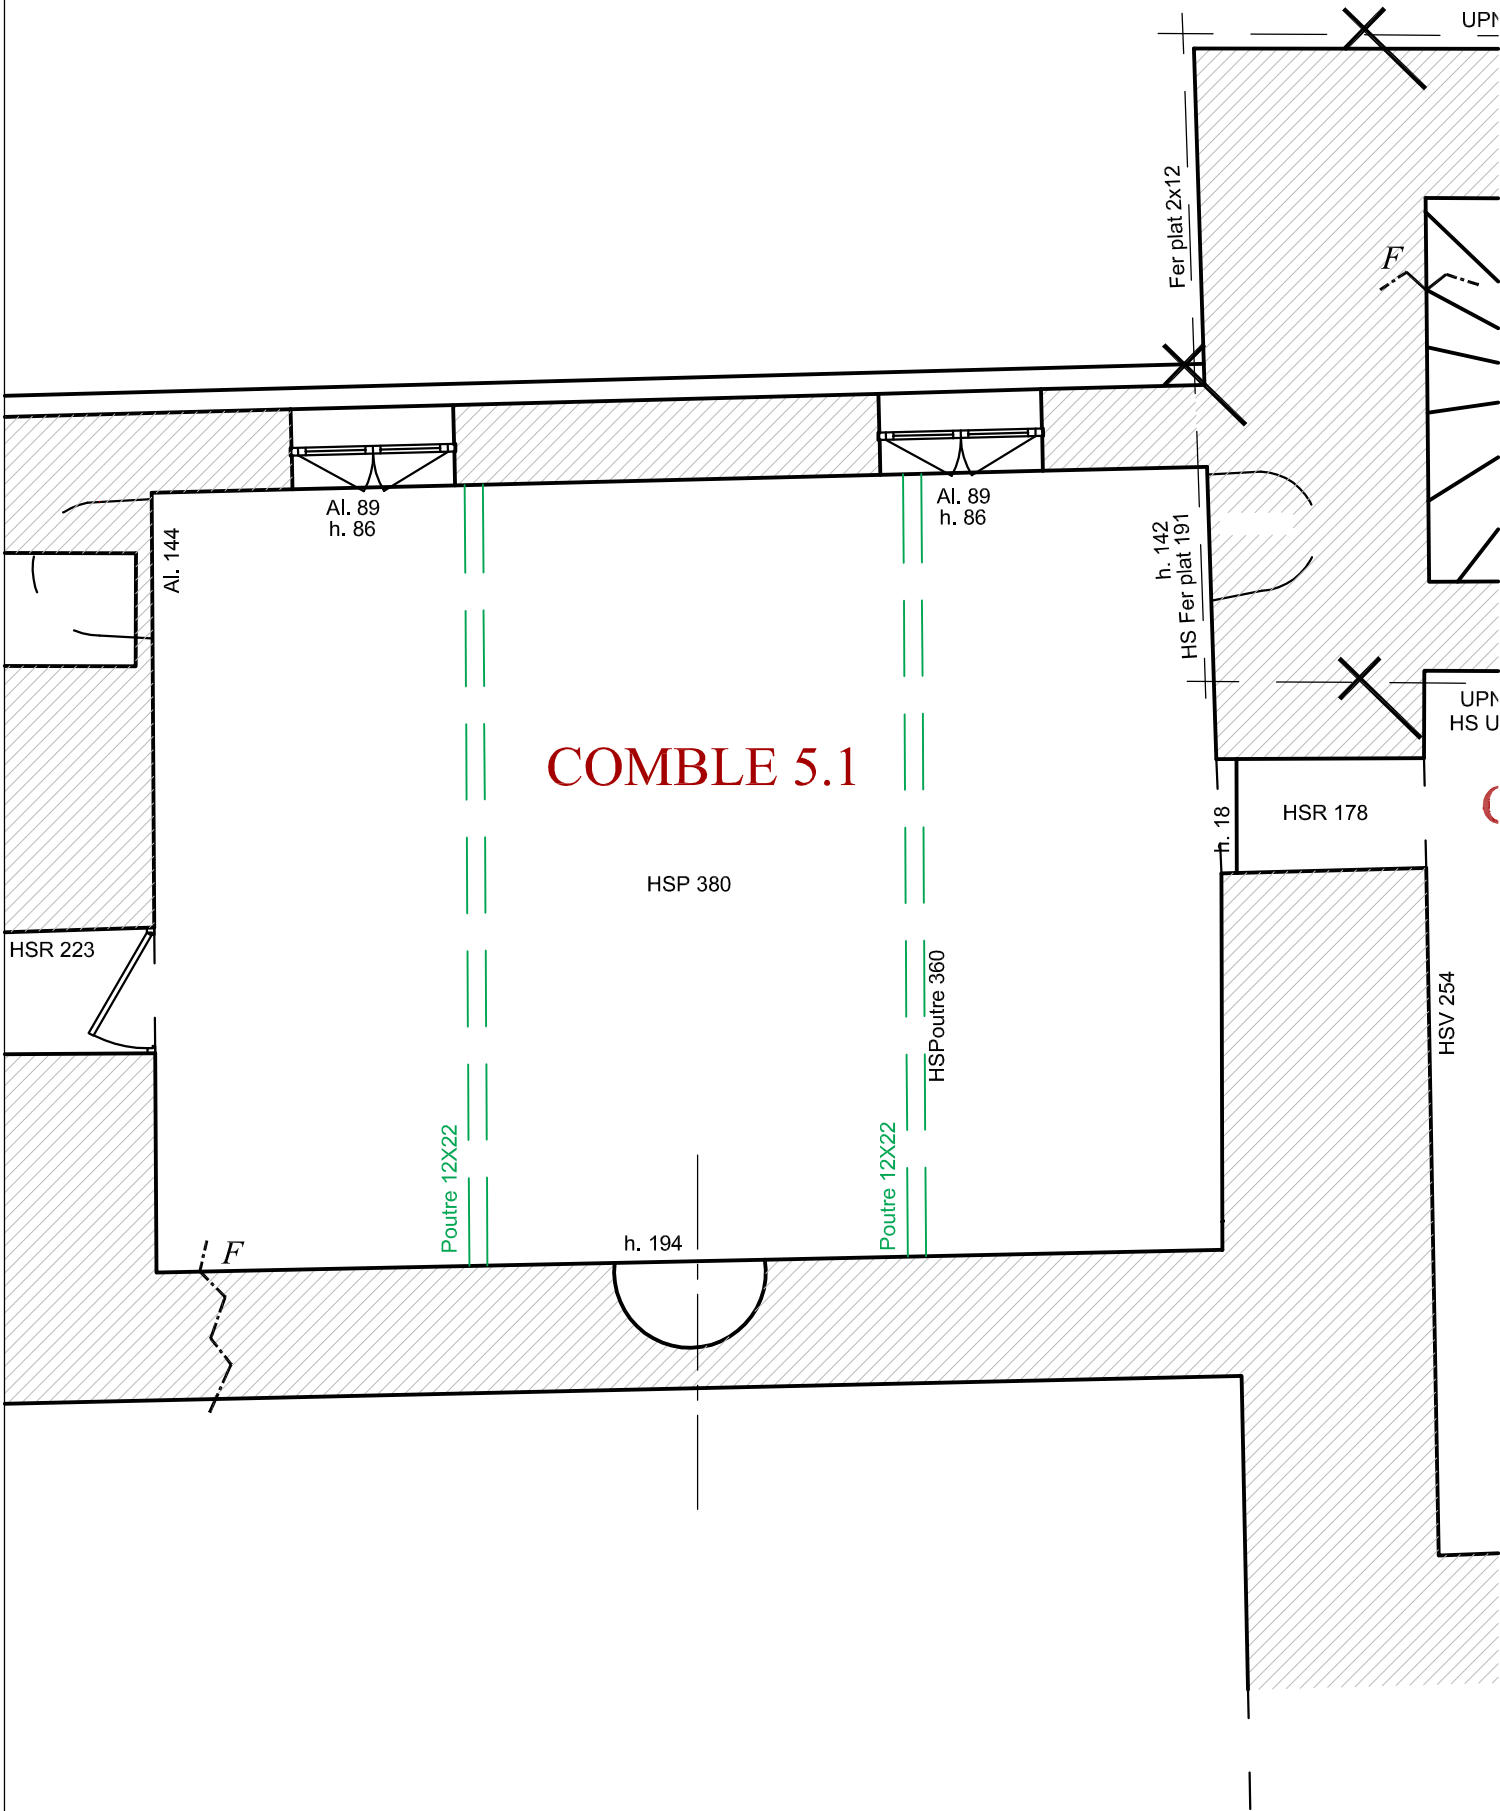 UPN
Fer plat 2x12
F
Al. 89
h. 86
Al. 89
h. 86
Al. 144
h. 142
HS Fer plat 191
UPN
HS U
COMBLE 5.1
h. 18
HSR 178
HSP 380
HSR 223
HSPoutre 360
HSV 254
Poutre 12X22
Poutre 12X22
h. 194
F